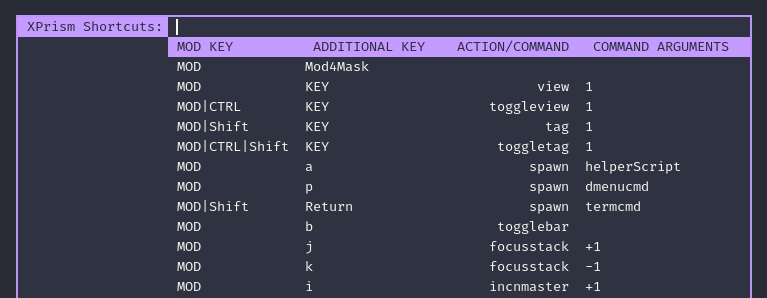 XPrism Shortcuts:
MOD KEY ADDITIONAL KEY ACTION/COMMAND COMMAND ARGUMENTS
MOD Mod4Mask
MOD KEY view 1
MOD|CTRL KEY toggleview 1
MOD|Shift KEY tag 1
MOD|CTRL|Shift KEY toggletag 1
MOD a spawn helperScript
MOD p spawn dmenucmd
MOD|Shift Return spawn termcmd
MOD b togglebar
MOD j focusstack +1
MOD k focusstack -1
MOD i incnmaster +1